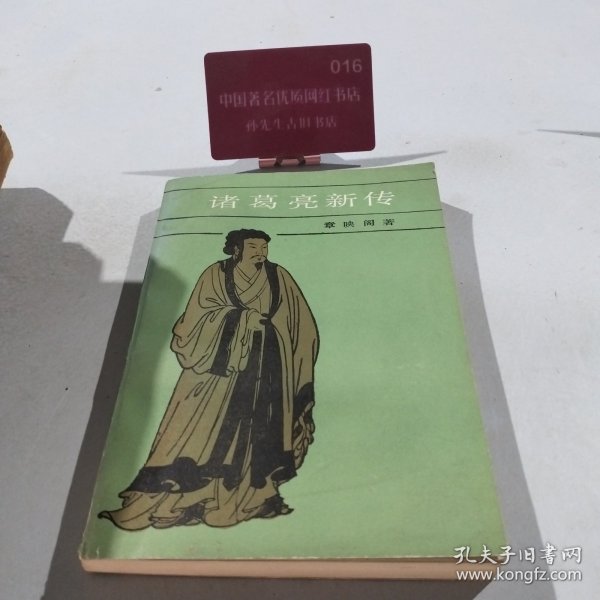 016
中国著名优质网红书店
孙先生古旧书店
诸葛亮新传
章映阁著
孔夫子旧书网
www.kongfz.com